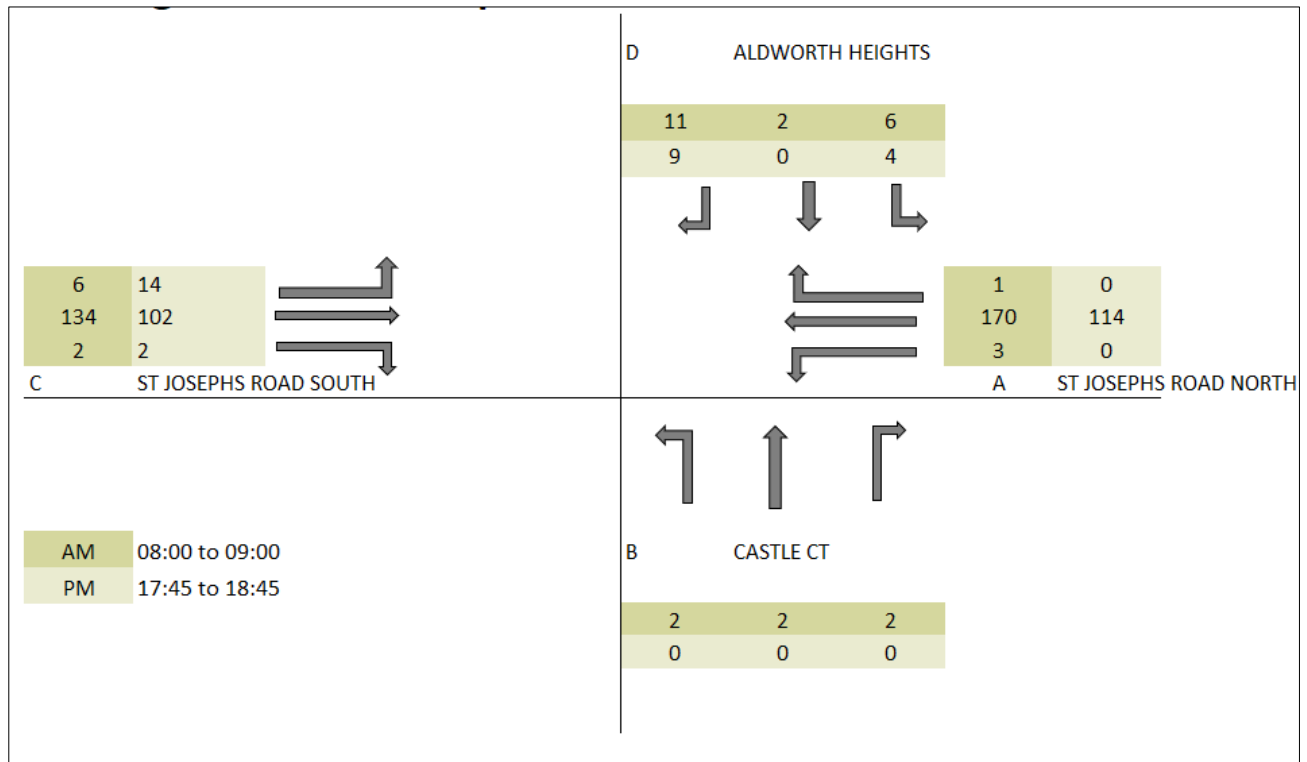 D ALDWORTH HEIGHTS
11 2 6
9 0 4
6 14
134 102
2 2
C ST JOSEPHS ROAD SOUTH
1 0
170 114
3 0
A ST JOSEPHS ROAD NORTH
AM 08:00 to 09:00
PM 17:45 to 18:45
B CASTLE CT
2 2 2
0 0 0